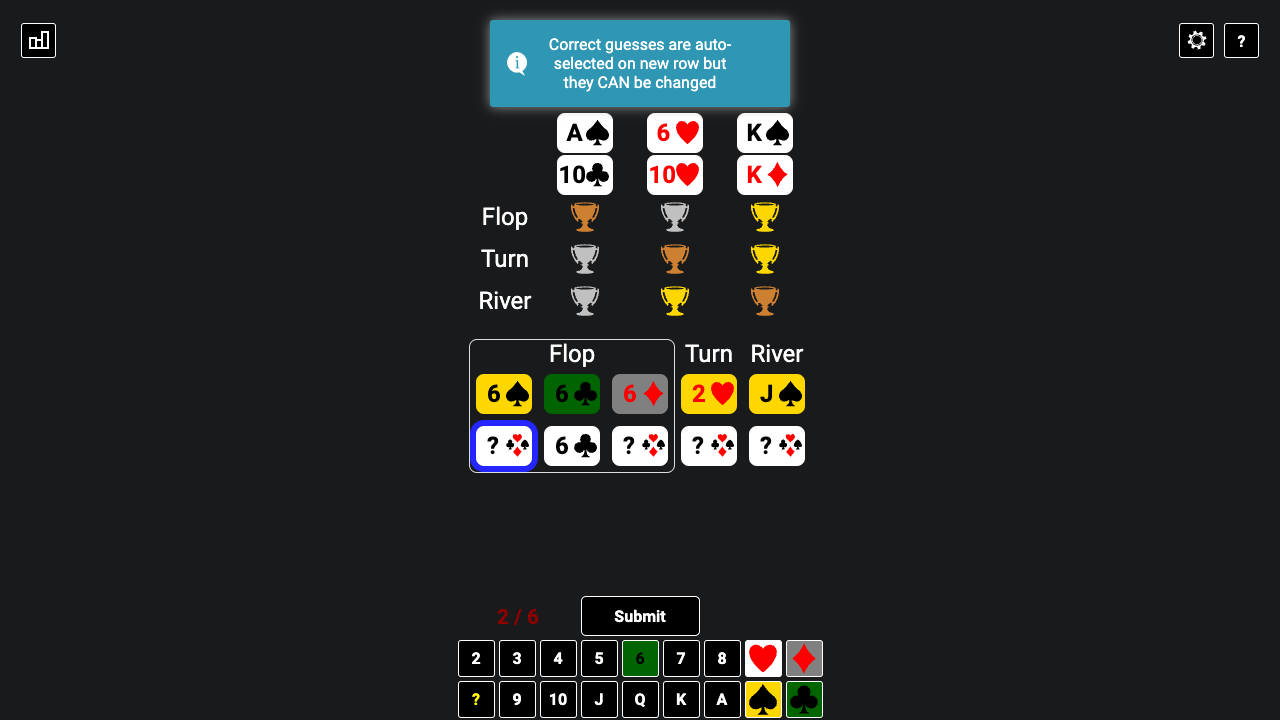 Correct guesses are auto-
selected on new row but
they CAN be changed
?
A 6 K
10 10 K
Flop
Turn
River
Flop Turn River
6 6 6 2 J
? 6 ? ? ?
2 / 6 Submit
2 3 4 5 6 7 8
? 9 10 J Q K A